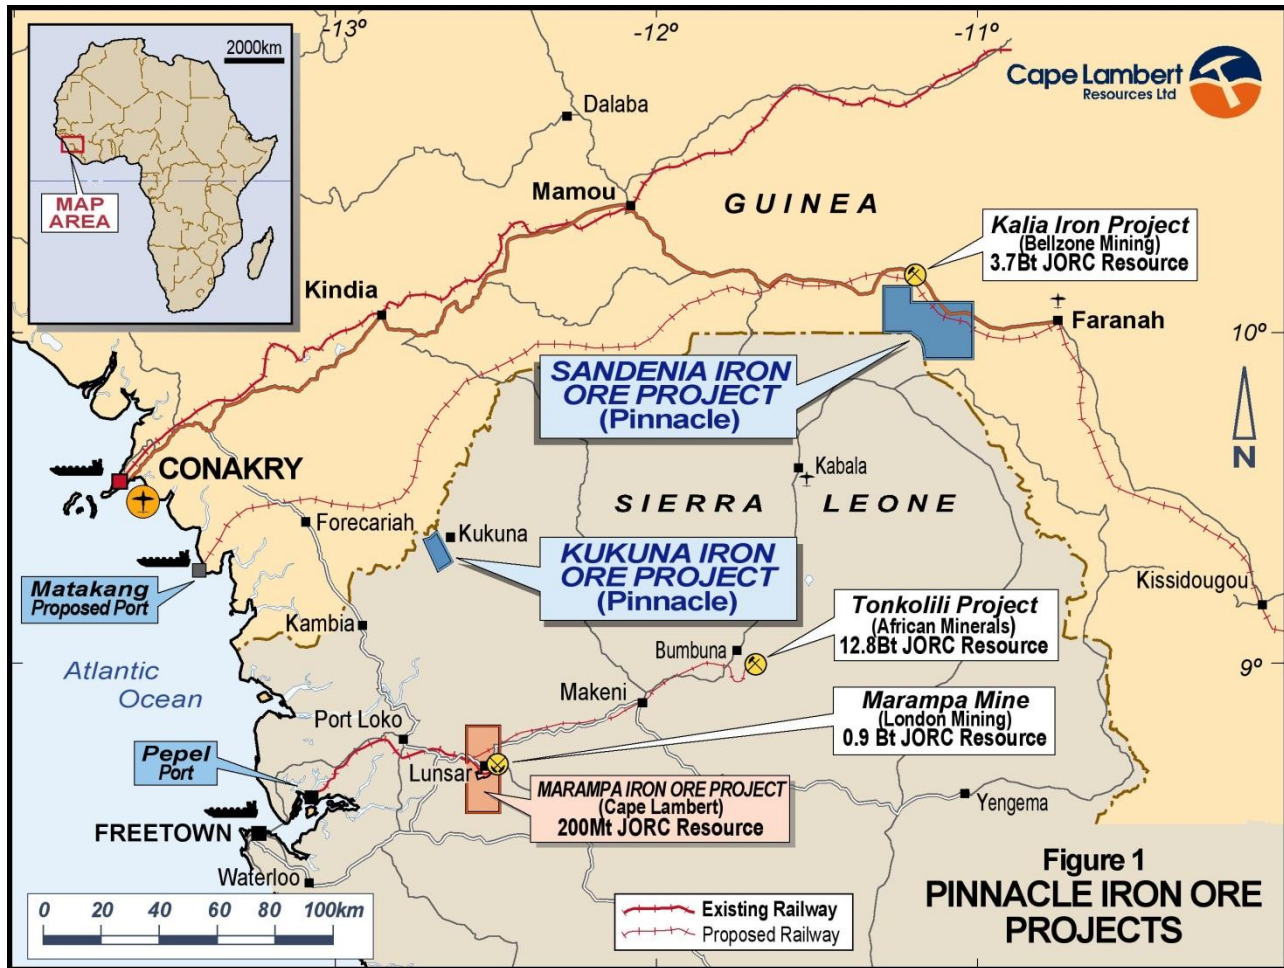 -13º
-12º
-11º
2000km
MAP
AREA
Cape Lambert
Resources Ltd
Dalaba
Mamou
GUINEA
Kalia Iron Project
(Bellzone Mining)
3.7Bt JORC Resource
Kindia
Faranah
10º
SANDENIA IRON
ORE PROJECT
(Pinnacle)
N
CONAKRY
Kabala
SIERRA LEONE
Forecariah
Kukuna
KUKUNA IRON
ORE PROJECT
(Pinnacle)
Matakang
Proposed Port
Kissidougou
Kambia
Tonkolili Project
(African Minerals)
12.8Bt JORC Resource
Bumbuna
9º
Atlantic
Ocean
Makeni
Marampa Mine
(London Mining)
0.9 Bt JORC Resource
Port Loko
Pepel
Port
Lunsar
MARAMPA IRON ORE PROJECT
(Cape Lambert)
200Mt JORC Resource
Yengema
FREETOWN
Waterloo
0 20 40 60 80 100km
Existing Railway
Proposed Railway
Figure 1
PINNACLE IRON ORE
PROJECTS